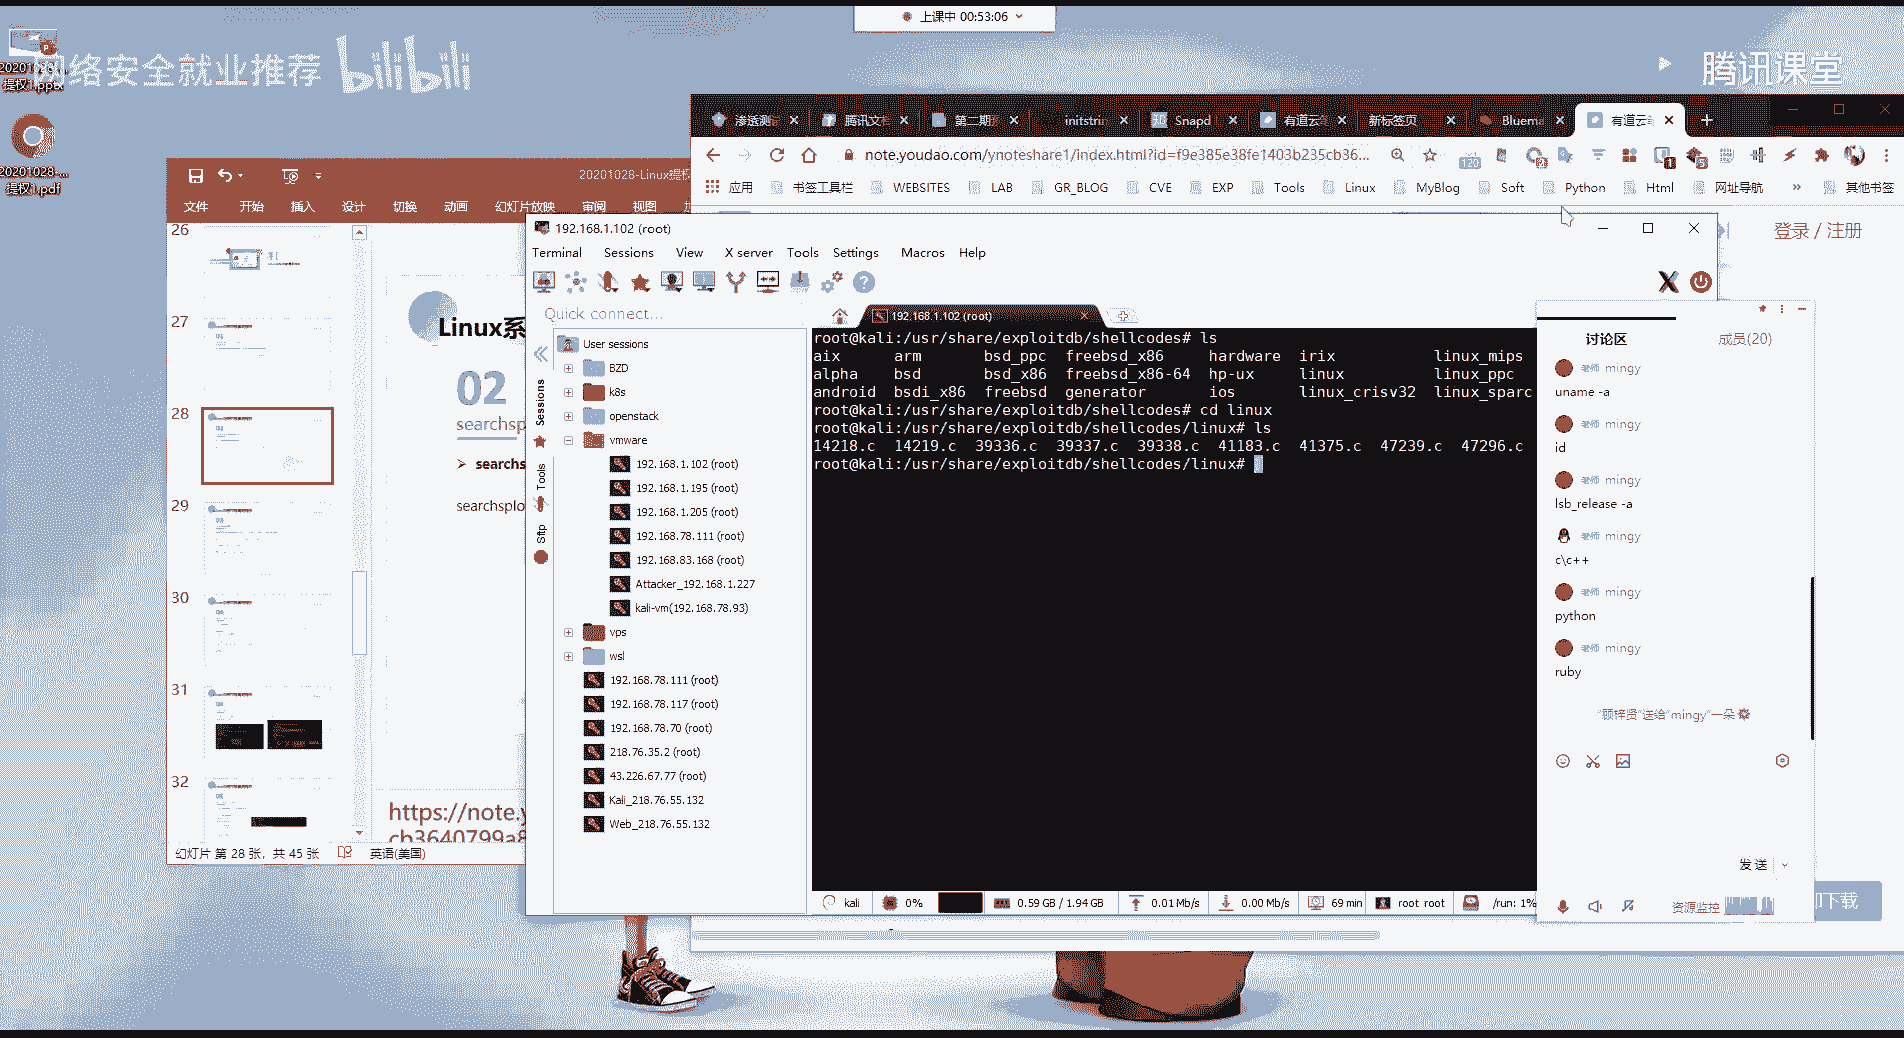 上课中 00:53:06
网络安全就业推荐 bilibili
腾讯课堂
提权1.pptx
20201028-
提权1.pdf
20201028-Linux提权
文件 开始 插入 设计 切换 动画 幻灯片放映 审阅 视图
26
27
28
29
30
31
32
Linux系
02
searchsp
searchs
searchsplo
https://note.y
cb3640799a8
幻灯片 第 28 张，共 45 张 英语(美国)
渗透测试 腾讯文档 第二期 initstrin Snapd 有道云 新标签页 Bluema 有道云
note.youdao.com/ynoteshare1/index.html?id=f9e385e38fe1403b235cb36...
应用 书签工具栏 WEBSITES LAB GR_BLOG CVE EXP Tools Linux MyBlog Soft Python Html 网址导航 » 其他书签
登录 / 注册
192.168.1.102 (root)
Terminal Sessions View X server Tools Settings Macros Help
Quick connect...
192.168.1.102 (root)
Sessions
Tools
Sftp
User sessions
BZD
k8s
openstack
vmware
192.168.1.102 (root)
192.168.1.195 (root)
192.168.1.205 (root)
192.168.78.111 (root)
192.168.83.168 (root)
Attacker_192.168.1.227
kali-vm(192.168.78.93)
vps
wsl
192.168.78.111 (root)
192.168.78.117 (root)
192.168.78.70 (root)
218.76.35.2 (root)
43.226.67.77 (root)
Kali_218.76.55.132
Web_218.76.55.132
root@kali:/usr/share/exploitdb/shellcodes# ls
aix arm bsd_ppc freebsd_x86 hardware irix linux_mips
alpha bsd bsd_x86 freebsd_x86-64 hp-ux linux linux_ppc
android bsdi_x86 freebsd generator ios linux_crisv32 linux_sparc
root@kali:/usr/share/exploitdb/shellcodes# cd linux
root@kali:/usr/share/exploitdb/shellcodes/linux# ls
14218.c 14219.c 39336.c 39337.c 39338.c 41183.c 41375.c 47239.c 47296.c
root@kali:/usr/share/exploitdb/shellcodes/linux#
kali 0% 0.59 GB / 1.94 GB 0.01 Mb/s 0.00 Mb/s 69 min root root /run: 1%
讨论区 成员(20)
老师 mingy
uname -a
老师 mingy
id
老师 mingy
lsb_release -a
老师 mingy
c\c++
老师 mingy
python
老师 mingy
ruby
"顾梓贤"送给"mingy"一朵
发送
资源监控
下载